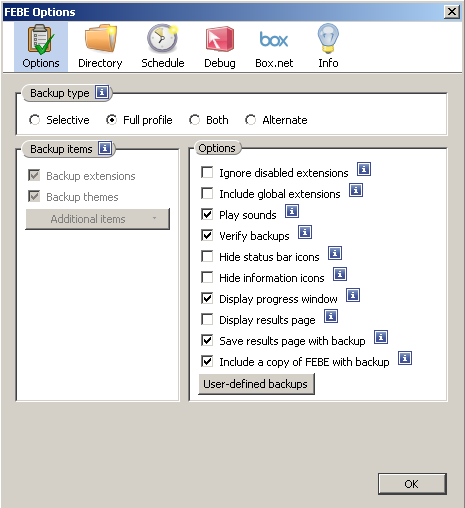 FEBE Options
Options Directory Schedule Debug Box.net Info
box
Backup type
Selective Full profile Both Alternate
Backup items
Backup extensions
Backup themes
Additional items
Options
Ignore disabled extensions
Include global extensions
Play sounds
Verify backups
Hide status bar icons
Hide information icons
Display progress window
Display results page
Save results page with backup
Include a copy of FEBE with backup
User-defined backups
OK